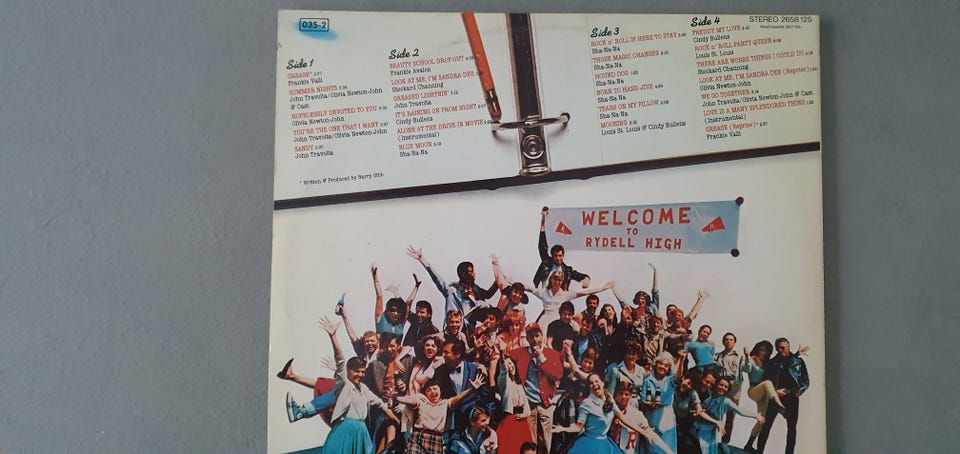 035-2
Side 1
GREASE*
Frankie Valli
SUMMER NIGHTS
John Travolta/Olivia Newton-John
& Cast
HOPELESSLY DEVOTED TO YOU
Olivia Newton-John
YOU'RE THE ONE THAT I WANT
John Travolta/Olivia Newton-John
SANDY
John Travolta
* Written & Produced by Barry Gibb
Side 2
BEAUTY SCHOOL DROP-OUT
Frankie Avalon
LOOK AT ME, I'M SANDRA DEE
Stockard Channing
GREASED LIGHTNIN'
John Travolta
IT'S RAINING ON PROM NIGHT
Cindy Bullens
ALONE AT THE DRIVE-IN MOVIE
(Instrumental)
BLUE MOON
Sha-Na-Na
Side 3
ROCK n' ROLL IS HERE TO STAY
Sha-Na-Na
THOSE MAGIC CHANGES
Sha-Na-Na
HOUND DOG
Sha-Na-Na
BORN TO HAND JIVE
Sha-Na-Na
TEARS ON MY PILLOW
Sha-Na-Na
MOONING
Louis St. Louis & Cindy Bullens
Side 4
STEREO 2658 125
FREDDY MY LOVE
Cindy Bullens
ROCK n' ROLL PARTY QUEEN
Louis St. Louis
THERE ARE WORSE THINGS I COULD DO
Stockard Channing
LOOK AT ME, I'M SANDRA DEE (Reprise)
Olivia Newton-John
WE GO TOGETHER
John Travolta/Olivia Newton-John & Cast
LOVE IS A MANY SPLENDORED THING
(Instrumental)
GREASE (Reprise)*
Frankie Valli
WELCOME
TO
RYDELL HIGH